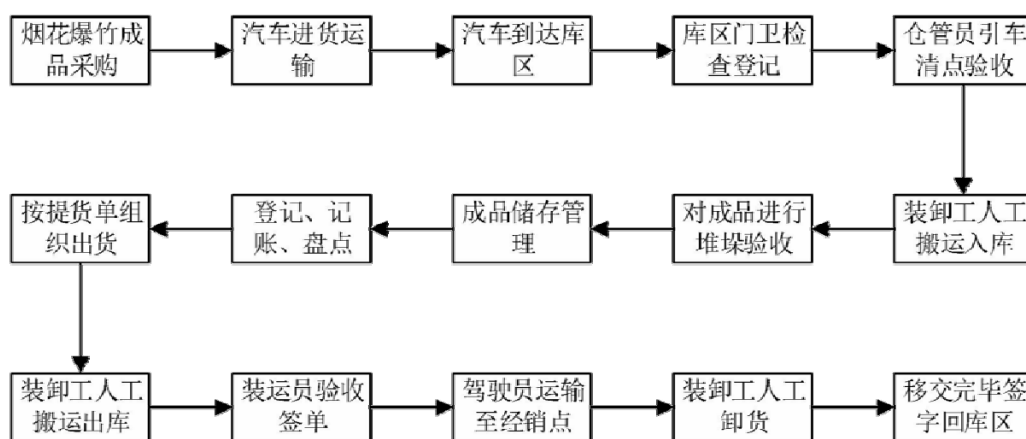 烟花爆竹成
品采购
汽车进货运
输
汽车到达库
区
库区门卫检
查登记
仓管员引车
清点验收
装卸工人工
搬运入库
对成品进行
堆垛验收
成品储存管
理
登记、记
账、盘点
按提货单组
织出货
装卸工人工
搬运出库
装运员验收
签单
驾驶员运输
至经销点
装卸工人工
卸货
移交完毕签
字回库区